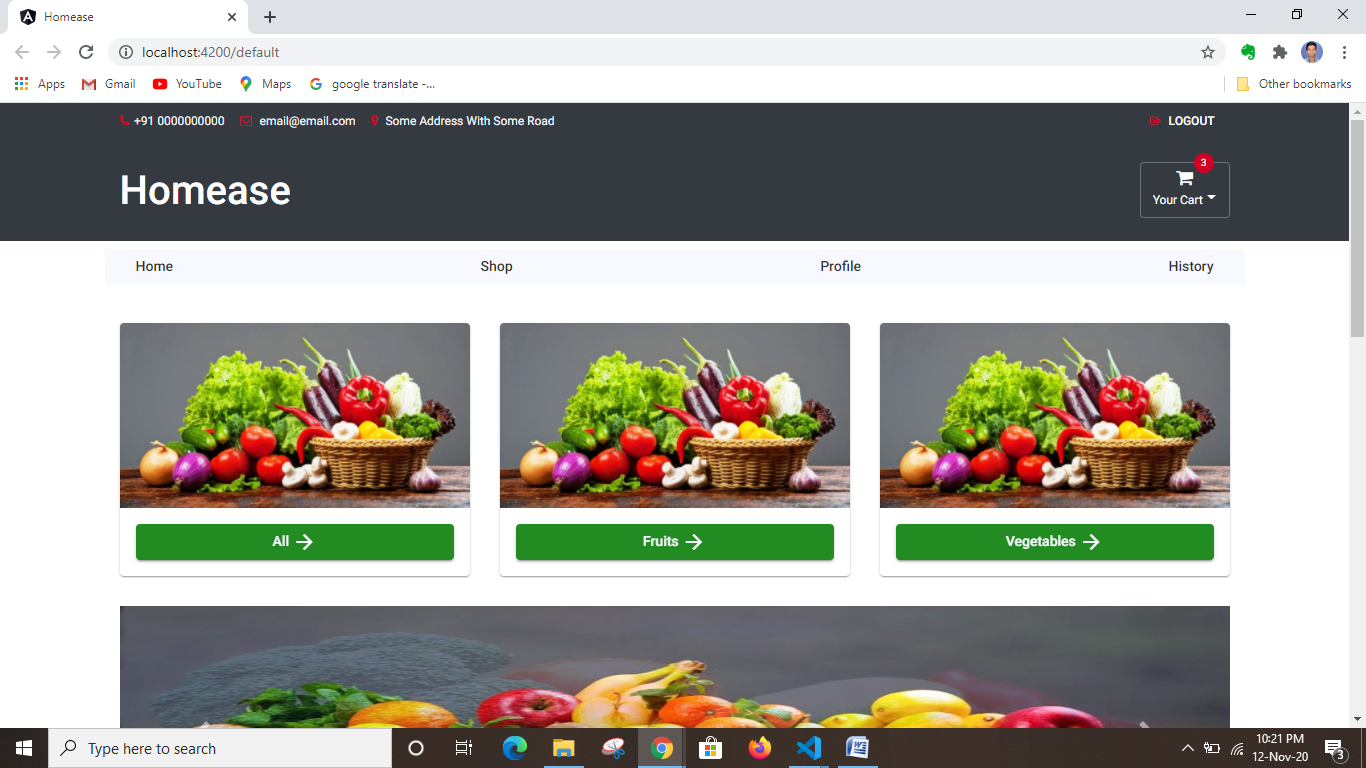 Homease
localhost:4200/default
Apps Gmail YouTube Maps google translate -... Other bookmarks
+91 0000000000 email@email.com Some Address With Some Road LOGOUT
3
Homease
Your Cart
Home Shop Profile History
All Fruits Vegetables
Type here to search
10:21 PM
12-Nov-20
3